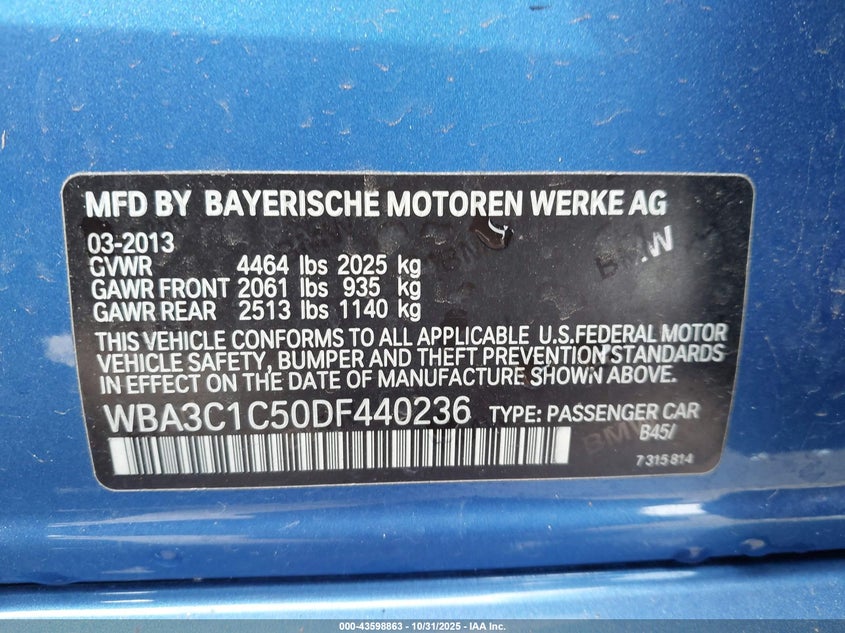 MFD BY BAYERISCHE MOTOREN WERKE AG
03-2013
GVWR 4464 lbs 2025 kg
GAWR FRONT 2061 lbs 935 kg
GAWR REAR 2513 lbs 1140 kg
THIS VEHICLE CONFORMS TO ALL APPLICABLE U.S.FEDERAL MOTOR
VEHICLE SAFETY, BUMPER AND THEFT PREVENTION STANDARDS
IN EFFECT ON THE DATE OF MANUFACTURE SHOWN ABOVE.
WBA3C1C50DF440236 TYPE: PASSENGER CAR
B45/
7315814
BMW
000-43598863 - 10/31/2025 - IAA Inc.